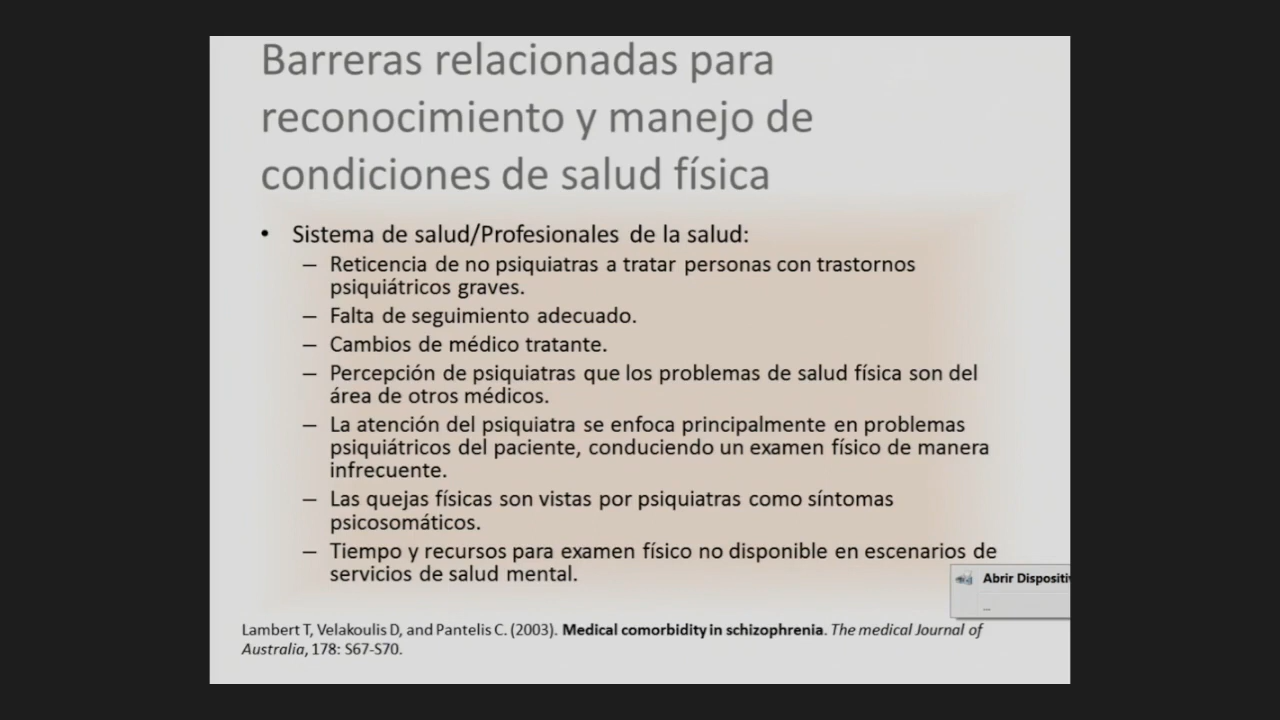 Barreras relacionadas para
reconocimiento y manejo de
condiciones de salud física
• Sistema de salud/Profesionales de la salud:
– Reticencia de no psiquiatras a tratar personas con trastornos
psiquiátricos graves.
– Falta de seguimiento adecuado.
– Cambios de médico tratante.
– Percepción de psiquiatras que los problemas de salud física son del
área de otros médicos.
– La atención del psiquiatra se enfoca principalmente en problemas
psiquiátricos del paciente, conduciendo un examen físico de manera
infrecuente.
– Las quejas físicas son vistas por psiquiatras como síntomas
psicosomáticos.
– Tiempo y recursos para examen físico no disponible en escenarios de
servicios de salud mental.
Abrir Dispositiv
...
Lambert T, Velakoulis D, and Pantelis C. (2003). Medical comorbidity in schizophrenia. The medical Journal of
Australia, 178: S67-S70.